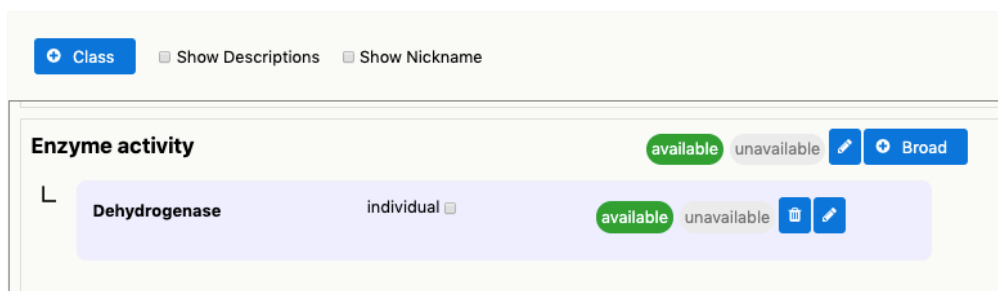 Class Show Descriptions Show Nickname
Enzyme activity available unavailable Broad
Dehydrogenase individual available unavailable